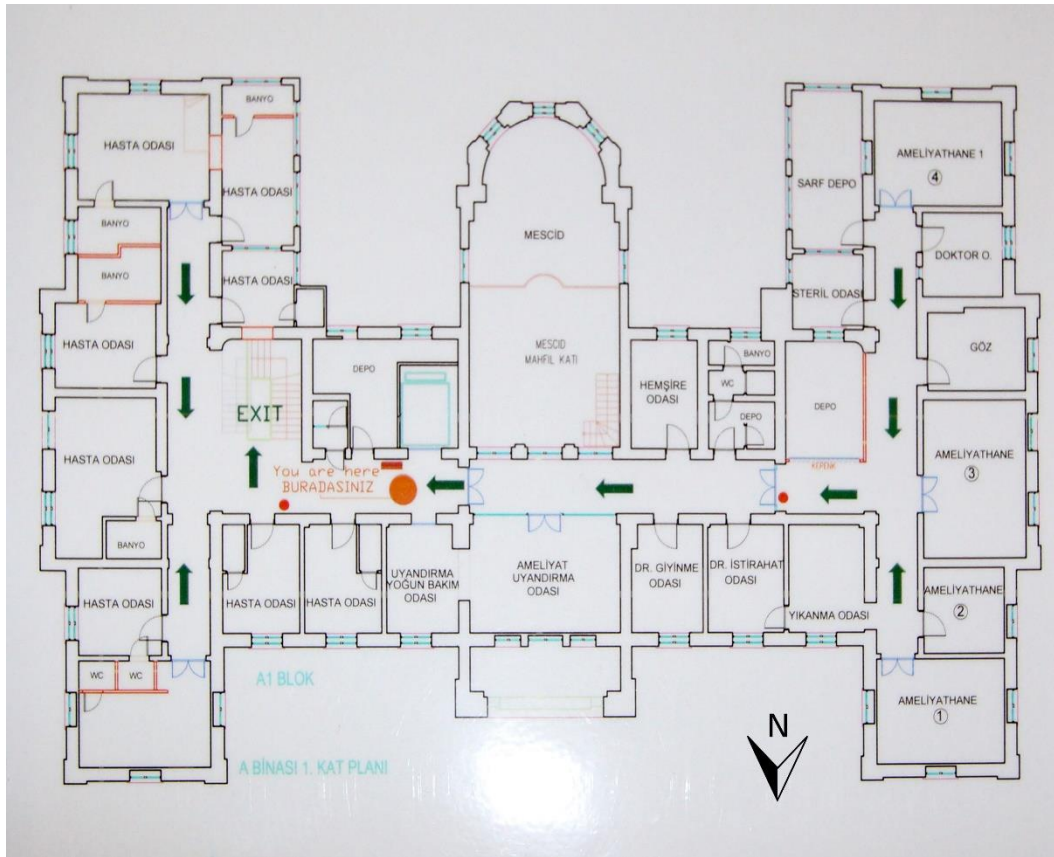 BANYO
HASTA ODASI
HASTA ODASI
BANYO
BANYO
HASTA ODASI
HASTA ODASI
EXIT
DEPO
You are here
BURADASINIZ
HASTA ODASI
BANYO
HASTA ODASI
WC
WC
HASTA ODASI
HASTA ODASI
UYANDIRMA
YOĞUN BAKIM
ODASI
MESCİD
MESCİD
MAHFİL KATI
AMELİYAT
UYANDIRMA
ODASI
HEMŞİRE
ODASI
BANYO
WC
DEPO
DEPO
KEPENK
DR. GİYİNME
ODASI
DR. İSTİRAHAT
ODASI
YIKANMA ODASI
SARF DEPO
STERİL ODASI
AMELİYATHANE 1
4
DOKTOR O.
GÖZ
AMELİYATHANE
3
AMELİYATHANE
2
AMELİYATHANE
1
A1 BLOK
A BİNASI 1. KAT PLANI
N